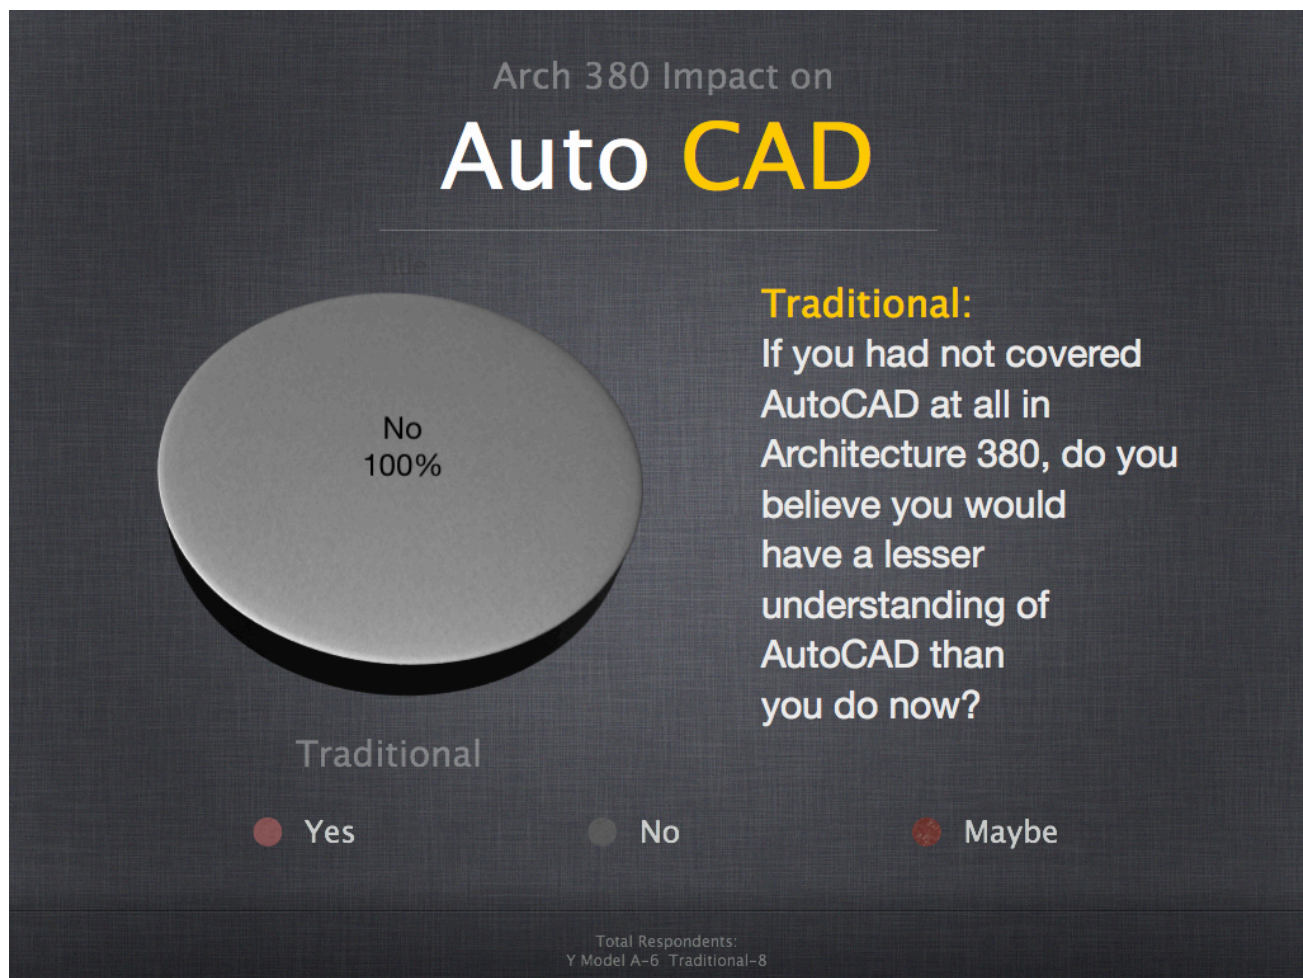 Arch 380 Impact on
Auto CAD
Title
Traditional:
If you had not covered
AutoCAD at all in
Architecture 380, do you
believe you would
have a lesser
understanding of
AutoCAD than
you do now?
No
100%
Traditional
Yes
No
Maybe
Total Respondents:
Y Model A-6 Traditional-8